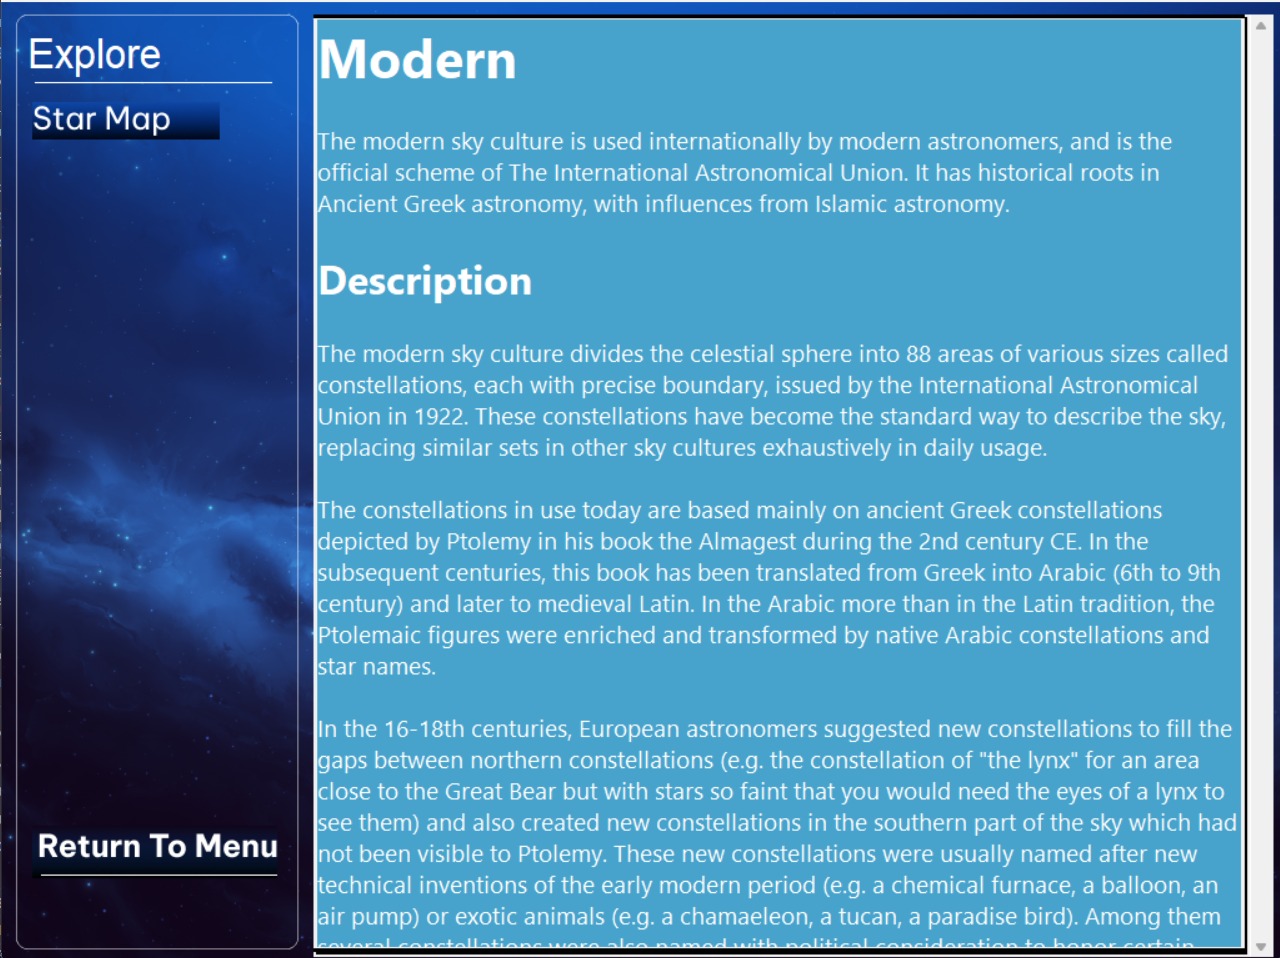 Explore
Star Map
Return To Menu
Modern
The modern sky culture is used internationally by modern astronomers, and is the
official scheme of The International Astronomical Union. It has historical roots in
Ancient Greek astronomy, with influences from Islamic astronomy.
Description
The modern sky culture divides the celestial sphere into 88 areas of various sizes called
constellations, each with precise boundary, issued by the International Astronomical
Union in 1922. These constellations have become the standard way to describe the sky,
replacing similar sets in other sky cultures exhaustively in daily usage.
The constellations in use today are based mainly on ancient Greek constellations
depicted by Ptolemy in his book the Almagest during the 2nd century CE. In the
subsequent centuries, this book has been translated from Greek into Arabic (6th to 9th
century) and later to medieval Latin. In the Arabic more than in the Latin tradition, the
Ptolemaic figures were enriched and transformed by native Arabic constellations and
star names.
In the 16-18th centuries, European astronomers suggested new constellations to fill the
gaps between northern constellations (e.g. the constellation of "the lynx" for an area
close to the Great Bear but with stars so faint that you would need the eyes of a lynx to
see them) and also created new constellations in the southern part of the sky which had
not been visible to Ptolemy. These new constellations were usually named after new
technical inventions of the early modern period (e.g. a chemical furnace, a balloon, an
air pump) or exotic animals (e.g. a chamaeleon, a tucan, a paradise bird). Among them
several constellations were also named with political consideration to honor certain